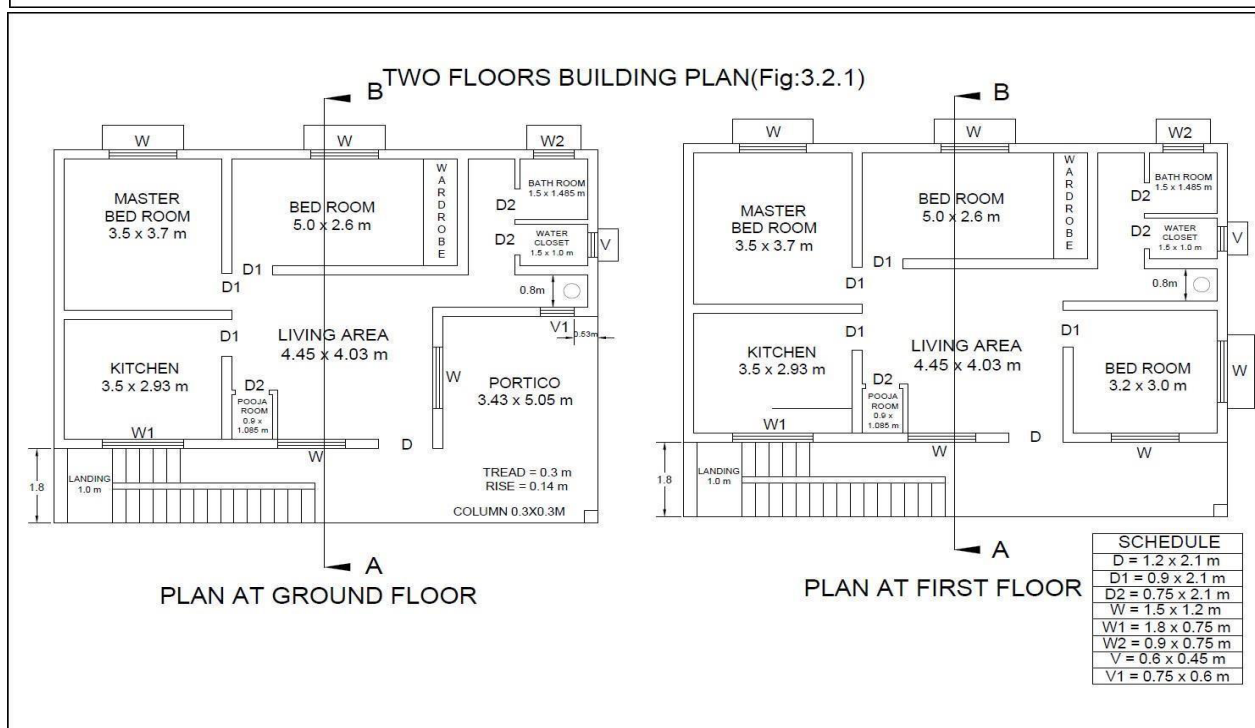 TWO FLOORS BUILDING PLAN(Fig:3.2.1)
B
W
W
W2
MASTER
BED ROOM
3.5 x 3.7 m
BED ROOM
5.0 x 2.6 m
WARDROBE
BATH ROOM
1.5 x 1.485 m
D2
D2
WATER
CLOSET
1.5 x 1.0 m
V
D1
D1
0.8m
V1
0.53m
D1
LIVING AREA
4.45 x 4.03 m
KITCHEN
3.5 x 2.93 m
W
PORTICO
3.43 x 5.05 m
D2
POOJA
ROOM
0.9 x
1.085 m
W1
W
D
1.8
LANDING
1.0 m
TREAD = 0.3 m
RISE = 0.14 m
COLUMN 0.3X0.3M
A
PLAN AT GROUND FLOOR
B
W
W
W2
MASTER
BED ROOM
3.5 x 3.7 m
BED ROOM
5.0 x 2.6 m
WARDROBE
BATH ROOM
1.5 x 1.485 m
D2
D2
WATER
CLOSET
1.5 x 1.0 m
V
D1
D1
0.8m
D1
LIVING AREA
4.45 x 4.03 m
D1
KITCHEN
3.5 x 2.93 m
BED ROOM
3.2 x 3.0 m
W
D2
POOJA
ROOM
0.9 x
1.085 m
W1
W
D
W
1.8
LANDING
1.0 m
A
PLAN AT FIRST FLOOR
SCHEDULE
D = 1.2 x 2.1 m
D1 = 0.9 x 2.1 m
D2 = 0.75 x 2.1 m
W = 1.5 x 1.2 m
W1 = 1.8 x 0.75 m
W2 = 0.9 x 0.75 m
V = 0.6 x 0.45 m
V1 = 0.75 x 0.6 m